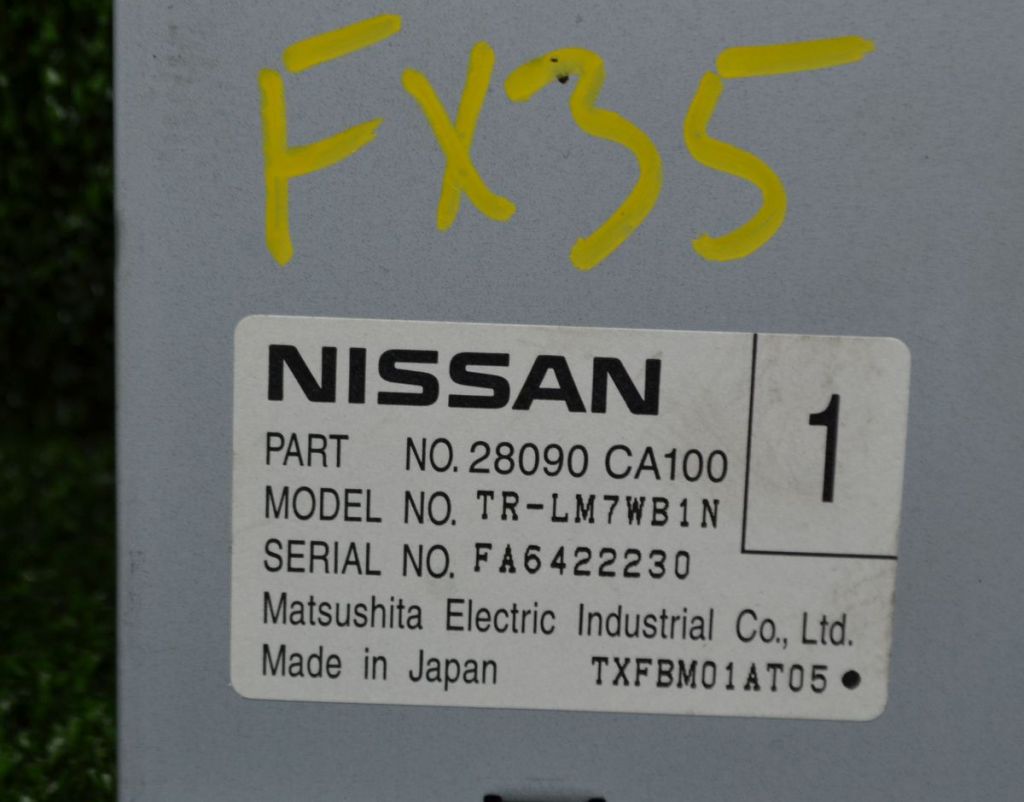 FX35
NISSAN
1
PART NO. 28090 CA100
MODEL NO. TR-LM7WB1N
SERIAL NO. FA6422230
Matsushita Electric Industrial Co., Ltd.
Made in Japan TXFBM01AT05